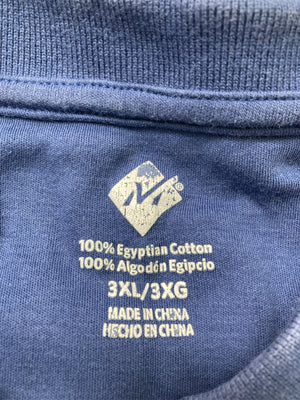 100% Egyptian Cotton
100% Algodón Egipcio
3XL/3XG
MADE IN CHINA
HECHO EN CHINA